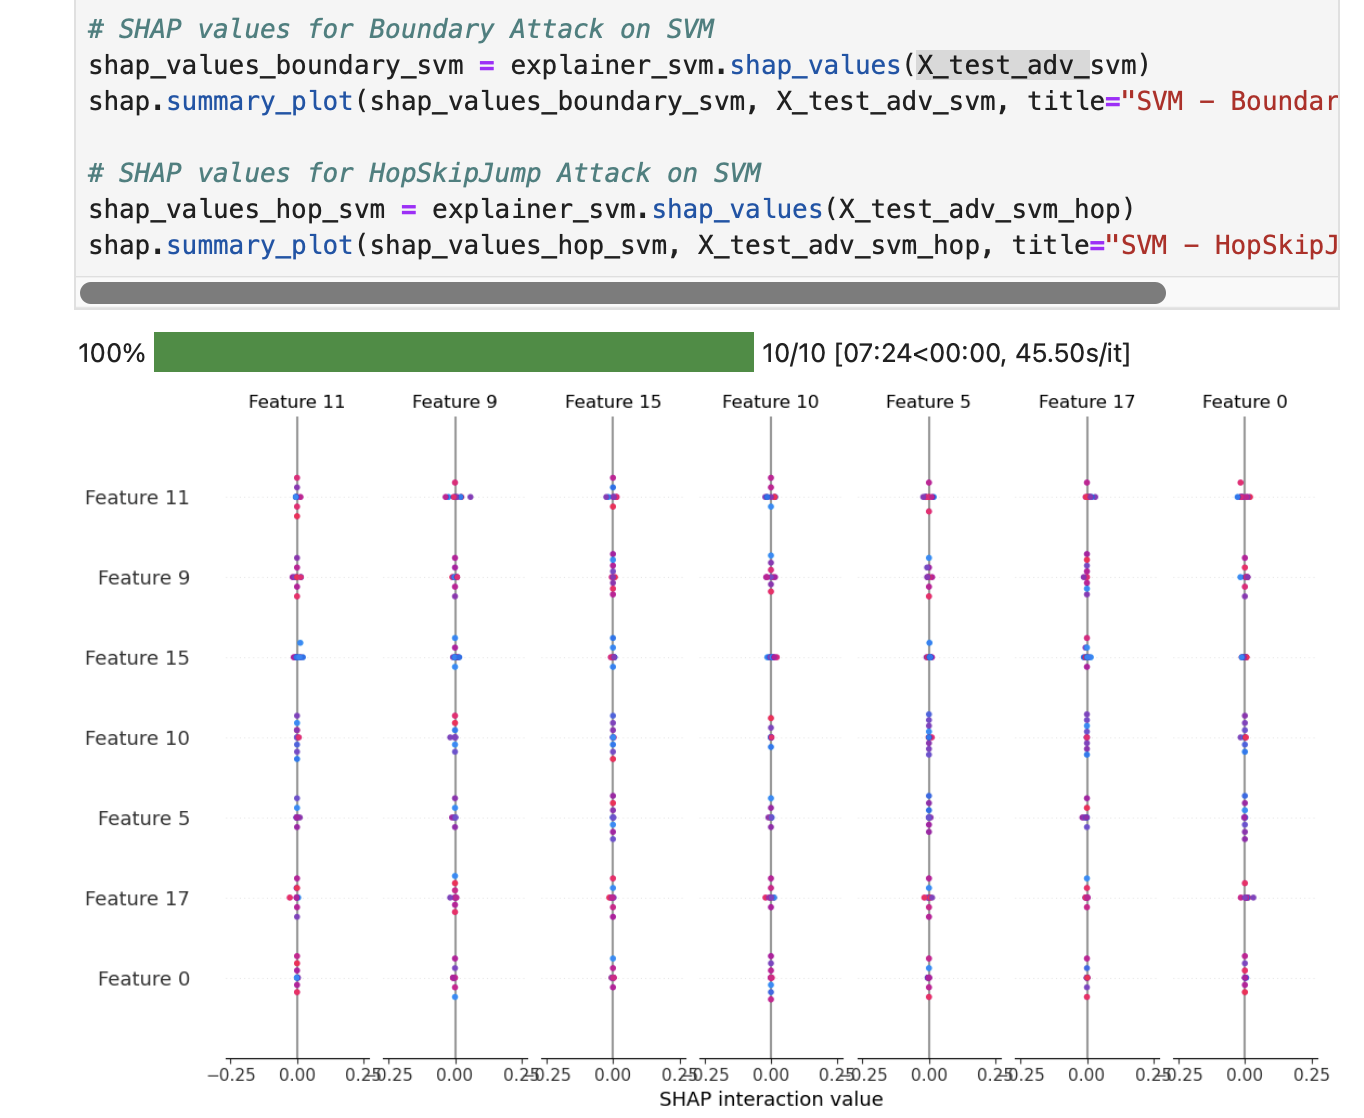 # SHAP values for Boundary Attack on SVM
shap_values_boundary_svm = explainer_svm.shap_values(X_test_adv_svm)
shap.summary_plot(shap_values_boundary_svm, X_test_adv_svm, title="SVM – Boundar
# SHAP values for HopSkipJump Attack on SVM
shap_values_hop_svm = explainer_svm.shap_values(X_test_adv_svm_hop)
shap.summary_plot(shap_values_hop_svm, X_test_adv_svm_hop, title="SVM – HopSkipJ
100% 10/10 [07:24<00:00, 45.50s/it]
Feature 11 Feature 9 Feature 15 Feature 10 Feature 5 Feature 17 Feature 0
Feature 11
Feature 9
Feature 15
Feature 10
Feature 5
Feature 17
Feature 0
−0.25 0.00 0.25 −0.25 0.00 0.25 −0.25 0.00 0.25 −0.25 0.00 0.25 −0.25 0.00 0.25 −0.25 0.00 0.25 −0.25 0.00 0.25
SHAP interaction value